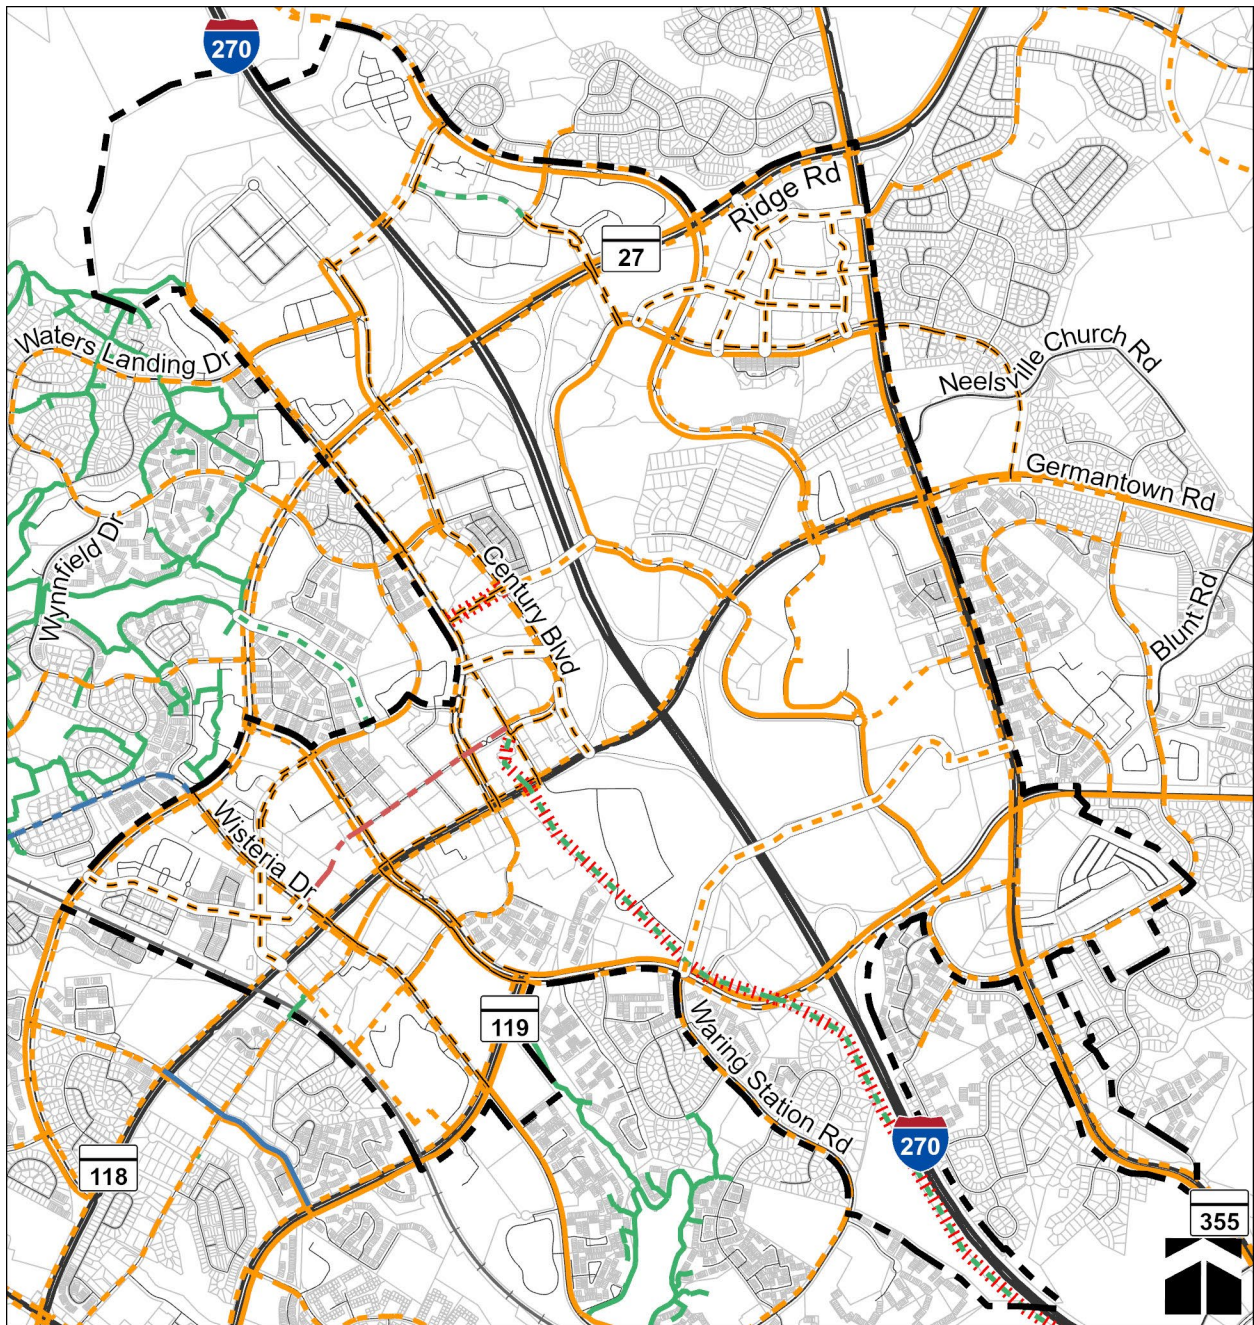 270
Ridge Rd
27
Neelsville Church Rd
Waters Landing Dr
Germantown Rd
Wynnfield Dr
Century Blvd
Blunt Rd
Wisteria Dr
119
Waring Station Rd
270
118
355